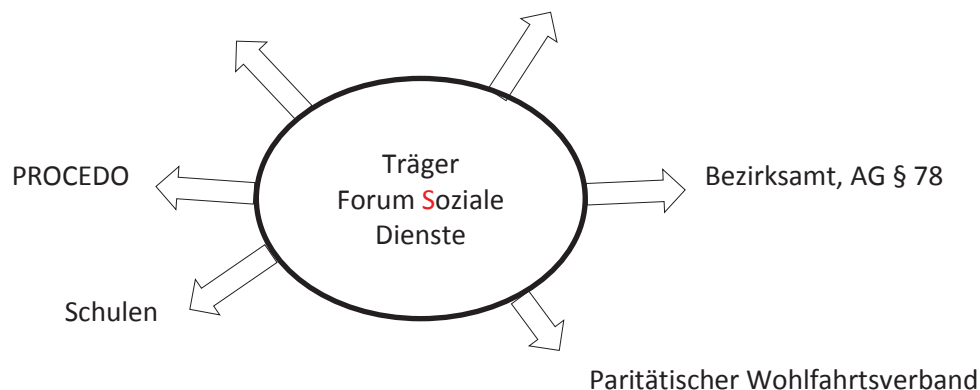 Träger
Forum Soziale
Dienste
PROCEDO
Bezirksamt, AG § 78
Schulen
Paritätischer Wohlfahrtsverband